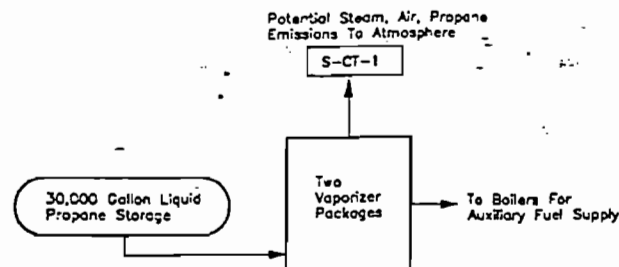 Potential Steam, Air, Propane
Emissions To Atmosphere
S-CT-1
30,000 Gallon Liquid
Propane Storage
Two
Vaporizer
Packages
To Boilers For
Auxiliary Fuel Supply